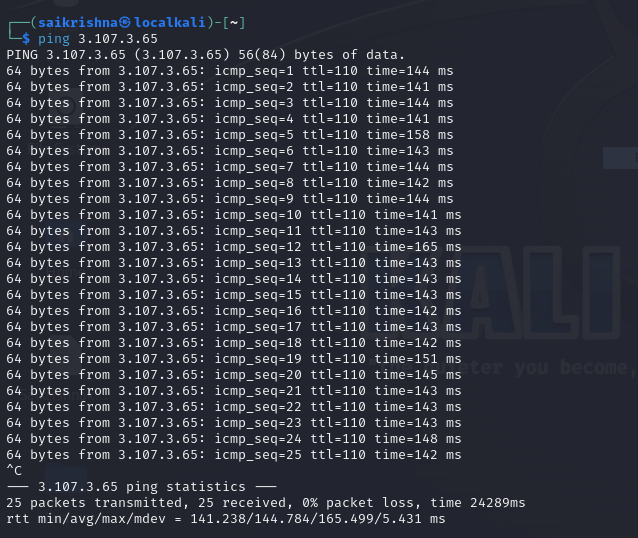 ┌──(saikrishna㉿localkali)-[~]
└─$ ping 3.107.3.65
PING 3.107.3.65 (3.107.3.65) 56(84) bytes of data.
64 bytes from 3.107.3.65: icmp_seq=1 ttl=110 time=144 ms
64 bytes from 3.107.3.65: icmp_seq=2 ttl=110 time=141 ms
64 bytes from 3.107.3.65: icmp_seq=3 ttl=110 time=144 ms
64 bytes from 3.107.3.65: icmp_seq=4 ttl=110 time=141 ms
64 bytes from 3.107.3.65: icmp_seq=5 ttl=110 time=158 ms
64 bytes from 3.107.3.65: icmp_seq=6 ttl=110 time=143 ms
64 bytes from 3.107.3.65: icmp_seq=7 ttl=110 time=144 ms
64 bytes from 3.107.3.65: icmp_seq=8 ttl=110 time=142 ms
64 bytes from 3.107.3.65: icmp_seq=9 ttl=110 time=144 ms
64 bytes from 3.107.3.65: icmp_seq=10 ttl=110 time=141 ms
64 bytes from 3.107.3.65: icmp_seq=11 ttl=110 time=143 ms
64 bytes from 3.107.3.65: icmp_seq=12 ttl=110 time=165 ms
64 bytes from 3.107.3.65: icmp_seq=13 ttl=110 time=143 ms
64 bytes from 3.107.3.65: icmp_seq=14 ttl=110 time=143 ms
64 bytes from 3.107.3.65: icmp_seq=15 ttl=110 time=143 ms
64 bytes from 3.107.3.65: icmp_seq=16 ttl=110 time=142 ms
64 bytes from 3.107.3.65: icmp_seq=17 ttl=110 time=143 ms
64 bytes from 3.107.3.65: icmp_seq=18 ttl=110 time=142 ms
64 bytes from 3.107.3.65: icmp_seq=19 ttl=110 time=151 ms
64 bytes from 3.107.3.65: icmp_seq=20 ttl=110 time=145 ms
64 bytes from 3.107.3.65: icmp_seq=21 ttl=110 time=143 ms
64 bytes from 3.107.3.65: icmp_seq=22 ttl=110 time=143 ms
64 bytes from 3.107.3.65: icmp_seq=23 ttl=110 time=143 ms
64 bytes from 3.107.3.65: icmp_seq=24 ttl=110 time=148 ms
64 bytes from 3.107.3.65: icmp_seq=25 ttl=110 time=142 ms
^C
--- 3.107.3.65 ping statistics ---
25 packets transmitted, 25 received, 0% packet loss, time 24289ms
rtt min/avg/max/mdev = 141.238/144.784/165.499/5.431 ms
KALI
you become,